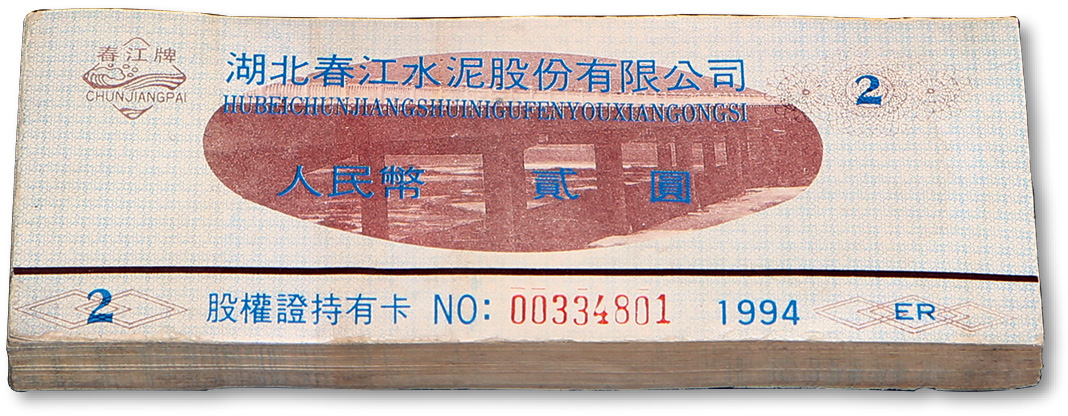 春江牌
CHUNJIANGPAI
湖北春江水泥股份有限公司
HUBEICHUNJIANGSHUINIGUFENYOUXIANGONGSI
2
人民幣 貳 圓
2 股權證持有卡 NO: 00334801 1994 ER